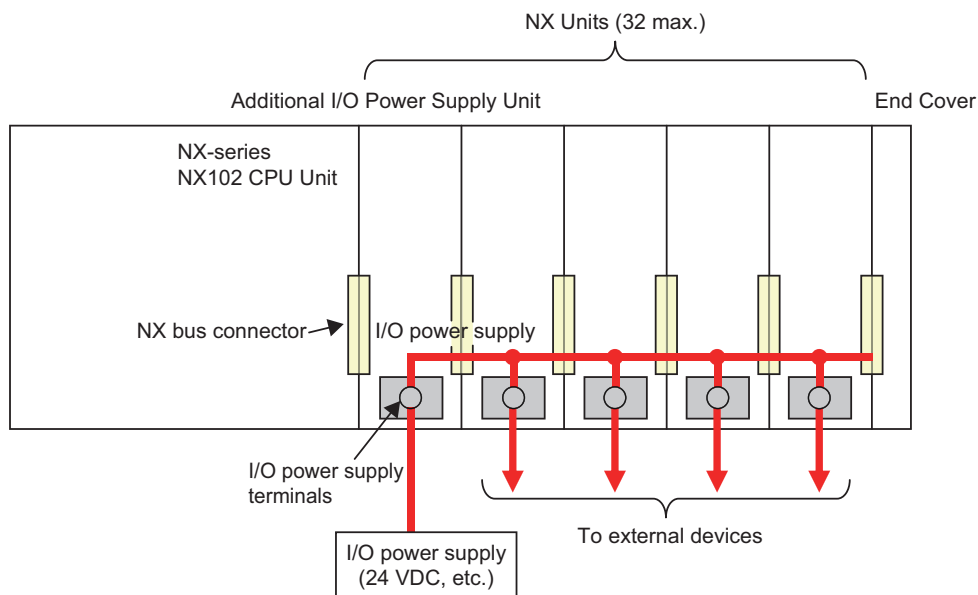 NX Units (32 max.)
Additional I/O Power Supply Unit
End Cover
NX-series
NX102 CPU Unit
NX bus connector
I/O power supply
I/O power supply
terminals
To external devices
I/O power supply
(24 VDC, etc.)